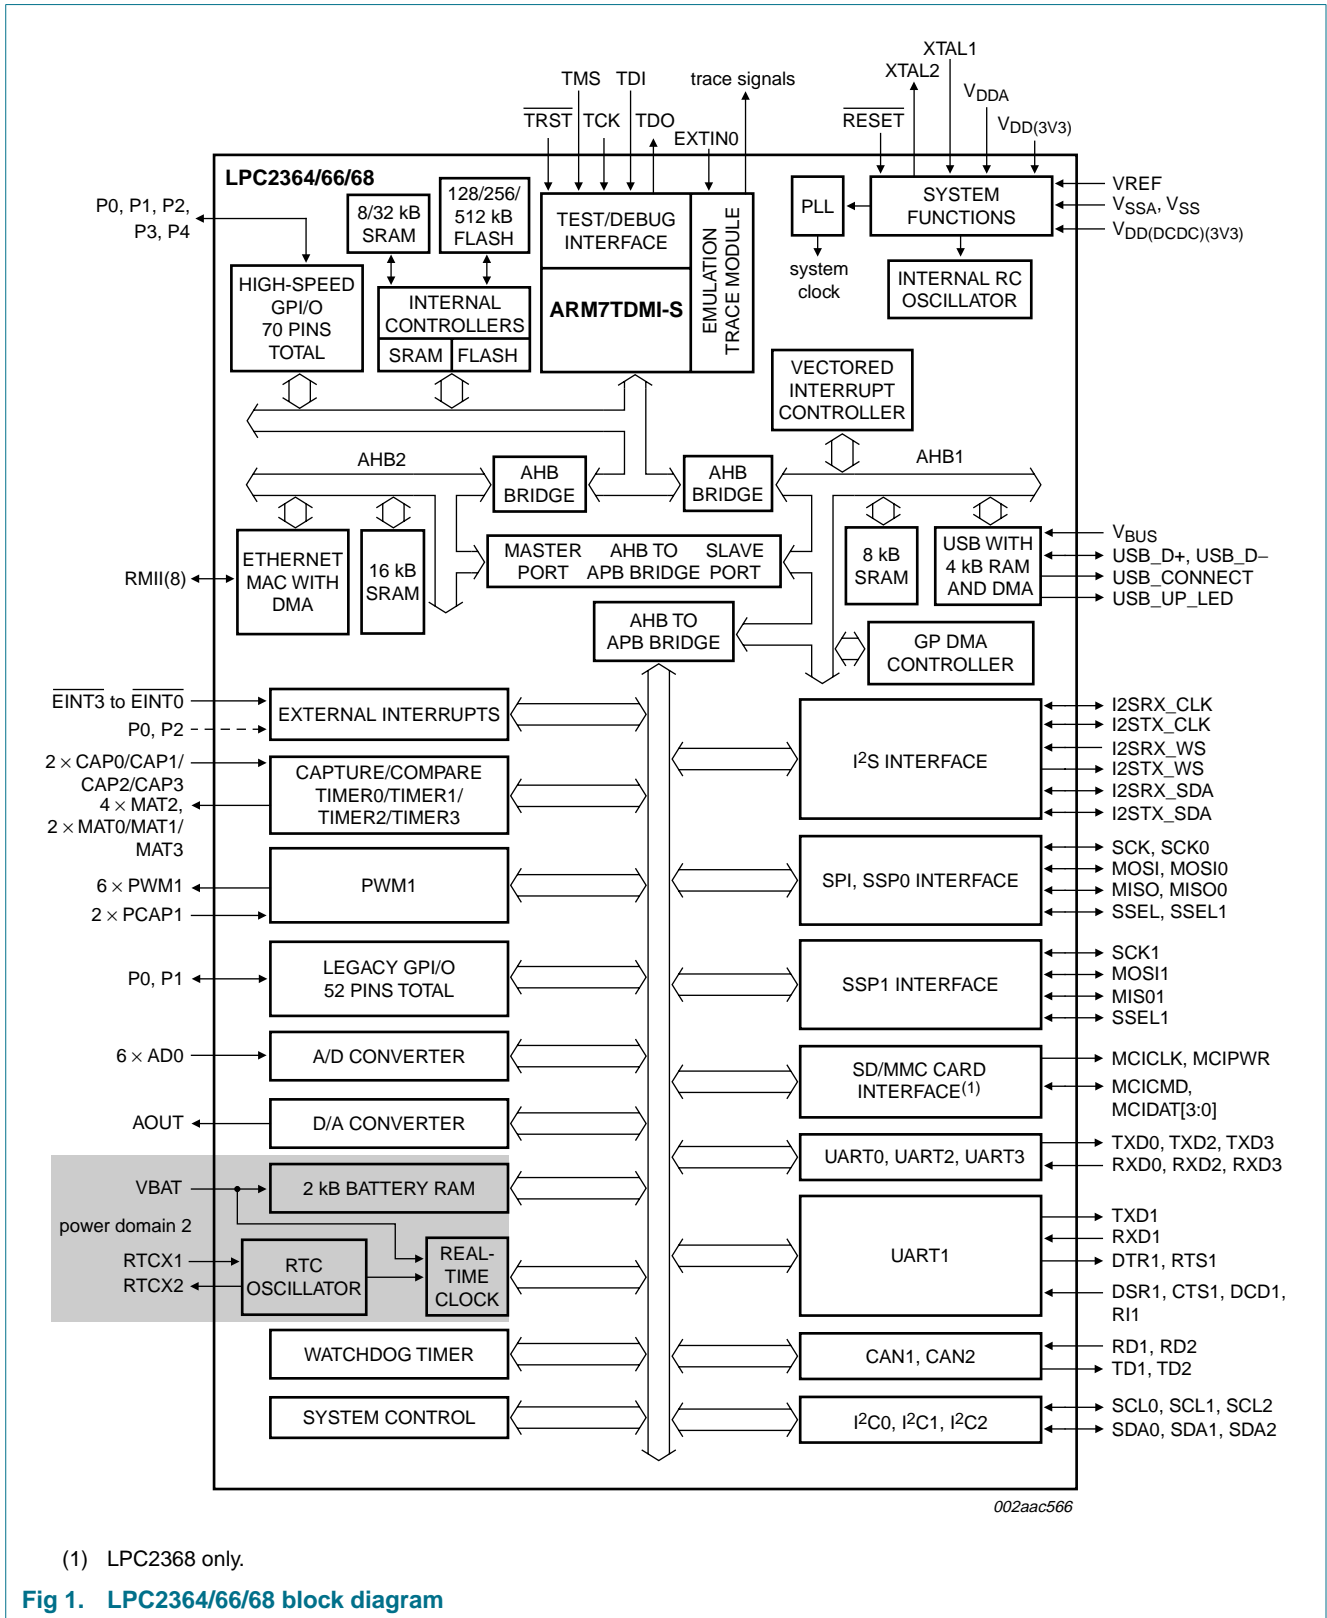 XTAL1
XTAL2
TMS TDI
trace signals
VDDA
TRST TCK TDO
EXTIN0
RESET
VDD(3V3)
LPC2364/66/68
P0, P1, P2,
P3, P4
8/32 kB
SRAM
128/256/
512 kB
FLASH
TEST/DEBUG
INTERFACE
EMULATION
TRACE MODULE
PLL
SYSTEM
FUNCTIONS
VREF
VSSA, VSS
VDD(DCDC)(3V3)
system
clock
HIGH-SPEED
GPI/O
70 PINS
TOTAL
INTERNAL
CONTROLLERS
SRAM FLASH
ARM7TDMI-S
INTERNAL RC
OSCILLATOR
VECTORED
INTERRUPT
CONTROLLER
AHB2
AHB
BRIDGE
AHB
BRIDGE
AHB1
ETHERNET
MAC WITH
DMA
RMII(8)
16 kB
SRAM
MASTER
PORT
AHB TO
APB BRIDGE
SLAVE
PORT
8 kB
SRAM
USB WITH
4 kB RAM
AND DMA
VBUS
USB_D+, USB_D−
USB_CONNECT
USB_UP_LED
AHB TO
APB BRIDGE
GP DMA
CONTROLLER
EINT3 to EINT0
P0, P2
EXTERNAL INTERRUPTS
2 × CAP0/CAP1/
CAP2/CAP3
4 × MAT2,
2 × MAT0/MAT1/
MAT3
CAPTURE/COMPARE
TIMER0/TIMER1/
TIMER2/TIMER3
I2S INTERFACE
I2SRX_CLK
I2STX_CLK
I2SRX_WS
I2STX_WS
I2SRX_SDA
I2STX_SDA
6 × PWM1
2 × PCAP1
PWM1
SPI, SSP0 INTERFACE
SCK, SCK0
MOSI, MOSI0
MISO, MISO0
SSEL, SSEL1
P0, P1
LEGACY GPI/O
52 PINS TOTAL
SSP1 INTERFACE
SCK1
MOSI1
MIS01
SSEL1
6 × AD0
A/D CONVERTER
SD/MMC CARD
INTERFACE(1)
MCICLK, MCIPWR
MCICMD,
MCIDAT[3:0]
AOUT
D/A CONVERTER
UART0, UART2, UART3
TXD0, TXD2, TXD3
RXD0, RXD2, RXD3
VBAT
2 kB BATTERY RAM
power domain 2
RTCX1
RTCX2
RTC
OSCILLATOR
REAL-
TIME
CLOCK
UART1
TXD1
RXD1
DTR1, RTS1
DSR1, CTS1, DCD1,
RI1
WATCHDOG TIMER
CAN1, CAN2
RD1, RD2
TD1, TD2
SYSTEM CONTROL
I2C0, I2C1, I2C2
SCL0, SCL1, SCL2
SDA0, SDA1, SDA2
002aac566
(1) LPC2368 only.
Fig 1. LPC2364/66/68 block diagram